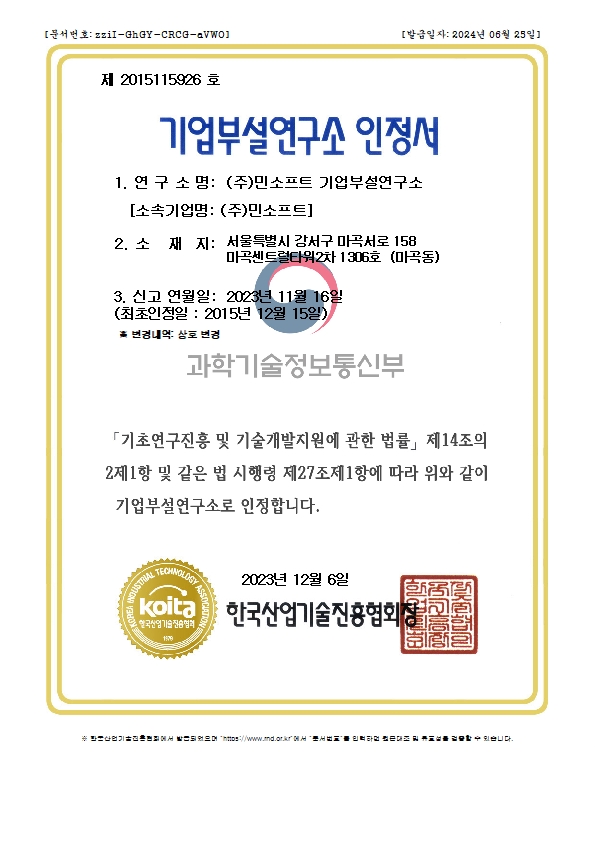 [문서번호: zziI-GhGY-CRCG-aVWO] [발급일자: 2024년 06월 25일]
제 2015115926 호
기업부설연구소 인정서
1. 연 구 소 명: (주)민소프트 기업부설연구소
[소속기업명: (주)민소프트]
2. 소 재 지: 서울특별시 강서구 마곡서로 158
마곡센트럴타워2차 1306호 (마곡동)
3. 신고 연월일: 2023년 11월 16일
(최초인정일 : 2015년 12월 15일)
※ 변경내역: 상호 변경
과학기술정보통신부
「기초연구진흥 및 기술개발지원에 관한 법률」 제14조의
2제1항 및 같은 법 시행령 제27조제1항에 따라 위와 같이
기업부설연구소로 인정합니다.
2023년 12월 6일
KOREA INDUSTRIAL TECHNOLOGY ASSOCIATION
koita
한국산업기술진흥협회
1979
한국산업기술진흥협회장
※ 한국산업기술진흥협회에서 발급되었으며 "https://www.rnd.or.kr"에서 "문서번호"를 입력하면 원본대조 및 유효성을 검증할 수 있습니다.